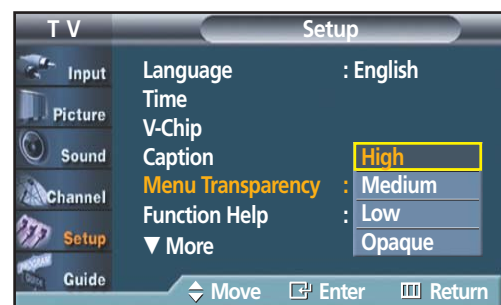 T V
Setup
Input
Picture
Sound
Channel
Setup
Guide
Language : English
Time
V-Chip
Caption
Menu Transparency :
Function Help :
▼ More
High
Medium
Low
Opaque
Move Enter Return